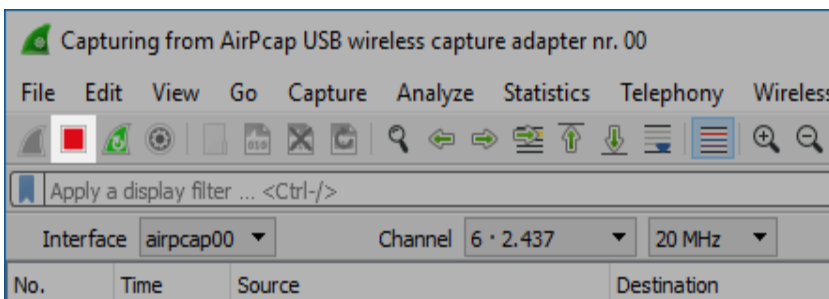 Capturing from AirPcap USB wireless capture adapter nr. 00
File Edit View Go Capture Analyze Statistics Telephony Wireless
010
Apply a display filter ... <Ctrl-/>
Interface airpcap00 Channel 6 · 2.437 20 MHz
No. Time Source Destination